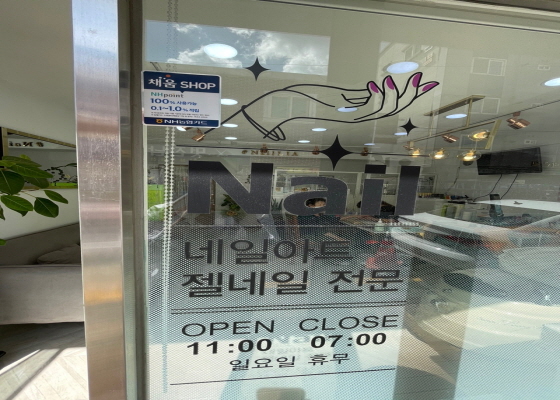 채움 SHOP
NHpoint
100% 사용가능
0.1~1.0% 적립
NH농협카드
Nail
네일아트
젤네일 전문
OPEN CLOSE
11:00 07:00
일요일 휴무